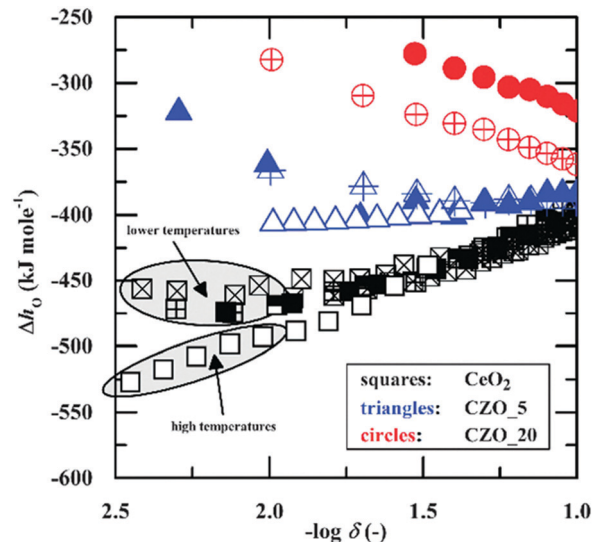 -250
-300
-350
-400
-450
-500
-550
-600
Δh_O (kJ mole⁻¹)
lower temperatures
high temperatures
squares: CeO₂
triangles: CZO_5
circles: CZO_20
2.5 2.0 1.5 1.0
-log δ (-)